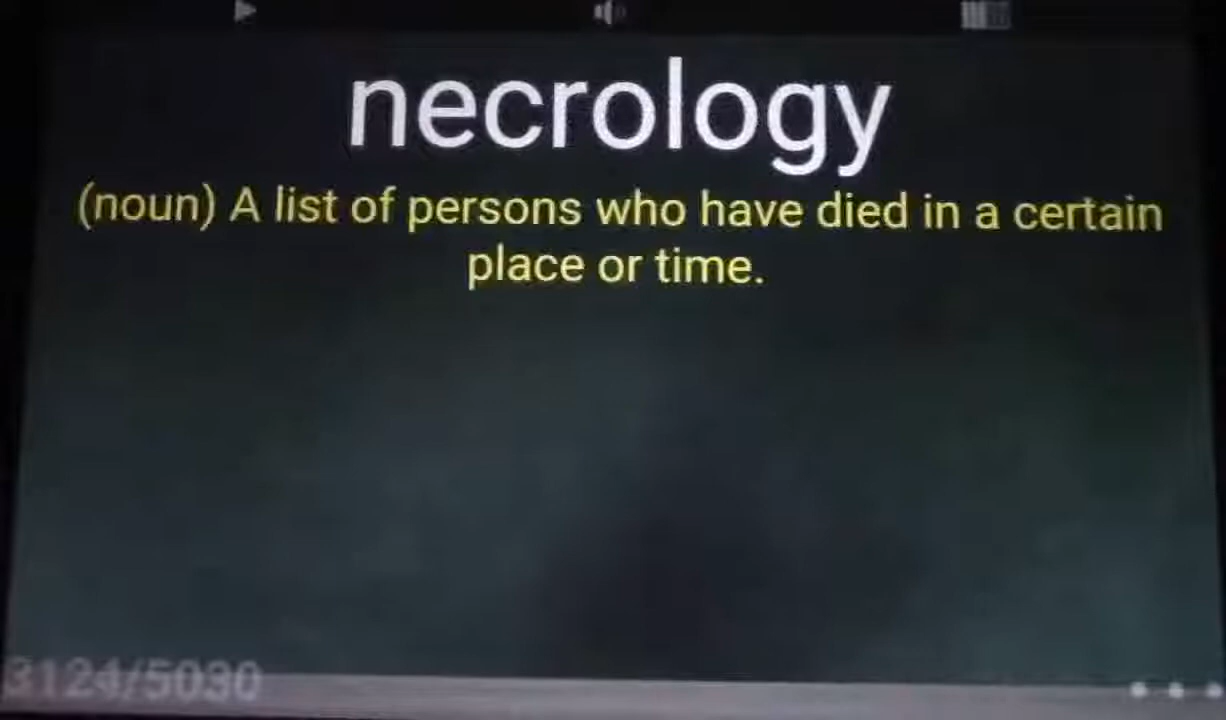 necrology
(noun) A list of persons who have died in a certain
place or time.
3124/5030